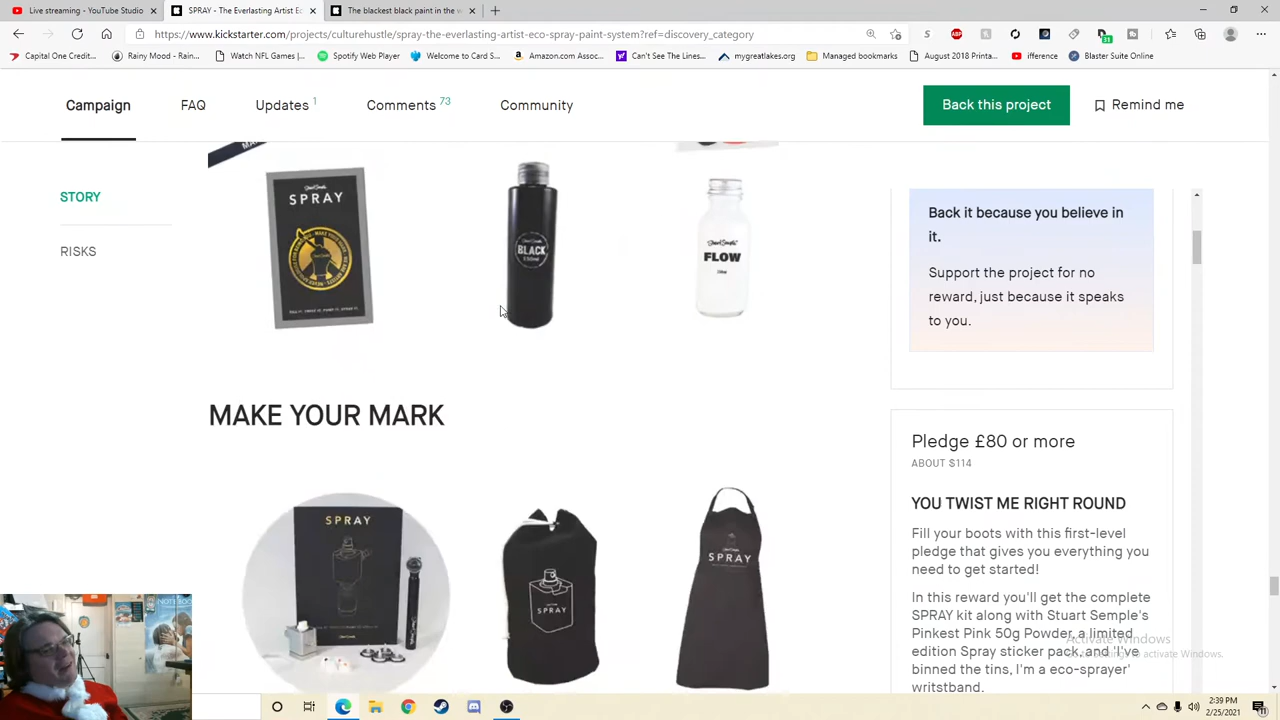 Live streaming - YouTube Studio
SPRAY - The Everlasting Artist Ec
The blackest black paint in the w
https://www.kickstarter.com/projects/culturehustle/spray-the-everlasting-artist-eco-spray-paint-system?ref=discovery_category
Capital One Credit...
Rainy Mood - Rain...
Watch NFL Games |...
Spotify Web Player
Welcome to Card S...
Amazon.com Assoc...
Can't See The Lines...
mygreatlakes.org
Managed bookmarks
August 2018 Printa...
ifference
Blaster Suite Online
Campaign
FAQ
Updates 1
Comments 73
Community
Back this project
Remind me
STORY
RISKS
SPRAY
BLACK
FLOW
MAKE YOUR MARK
SPRAY
SPRAY
SPRAY
Back it because you believe in
it.
Support the project for no
reward, just because it speaks
to you.
Pledge £80 or more
ABOUT $114
YOU TWIST ME RIGHT ROUND
Fill your boots with this first-level
pledge that gives you everything you
need to get started!
In this reward you'll get the complete
SPRAY kit along with Stuart Semple's
Pinkest Pink 50g Powder, a limited
edition Spray sticker pack, and 'I've
binned the tins, I'm a eco-sprayer'
writstband.
Activate Windows
to activate Windows.
2:39 PM
2/25/2021